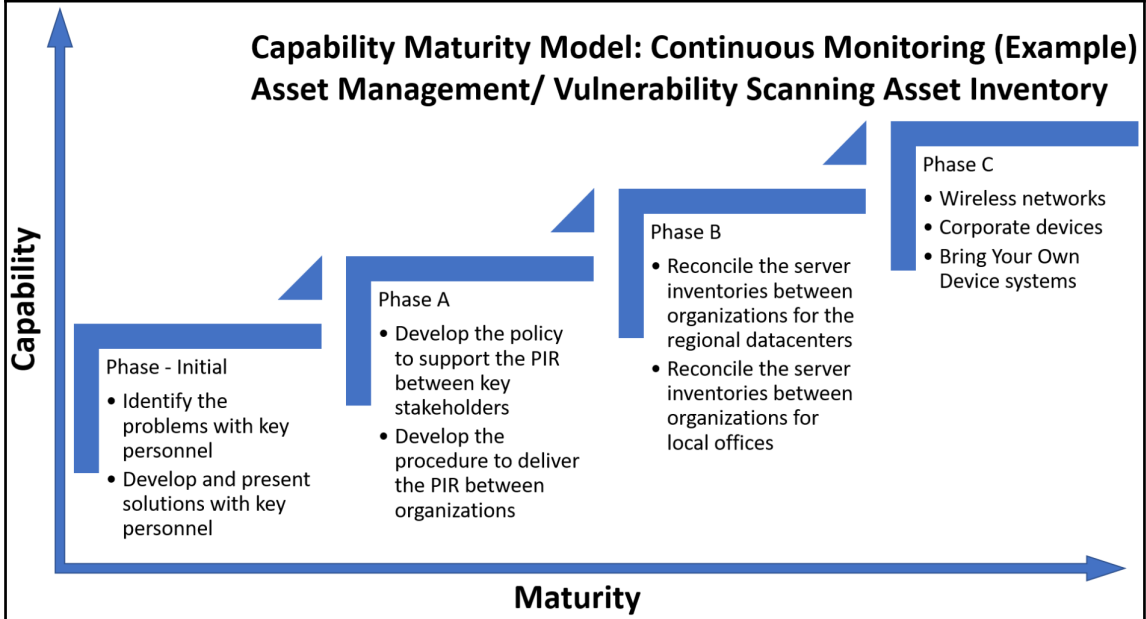 Capability Maturity Model: Continuous Monitoring (Example)
Asset Management/ Vulnerability Scanning Asset Inventory
Capability
Phase - Initial
• Identify the
problems with key
personnel
• Develop and present
solutions with key
personnel
Phase A
• Develop the policy
to support the PIR
between key
stakeholders
• Develop the
procedure to deliver
the PIR between
organizations
Phase B
• Reconcile the server
inventories between
organizations for the
regional datacenters
• Reconcile the server
inventories between
organizations for
local offices
Phase C
• Wireless networks
• Corporate devices
• Bring Your Own
Device systems
Maturity